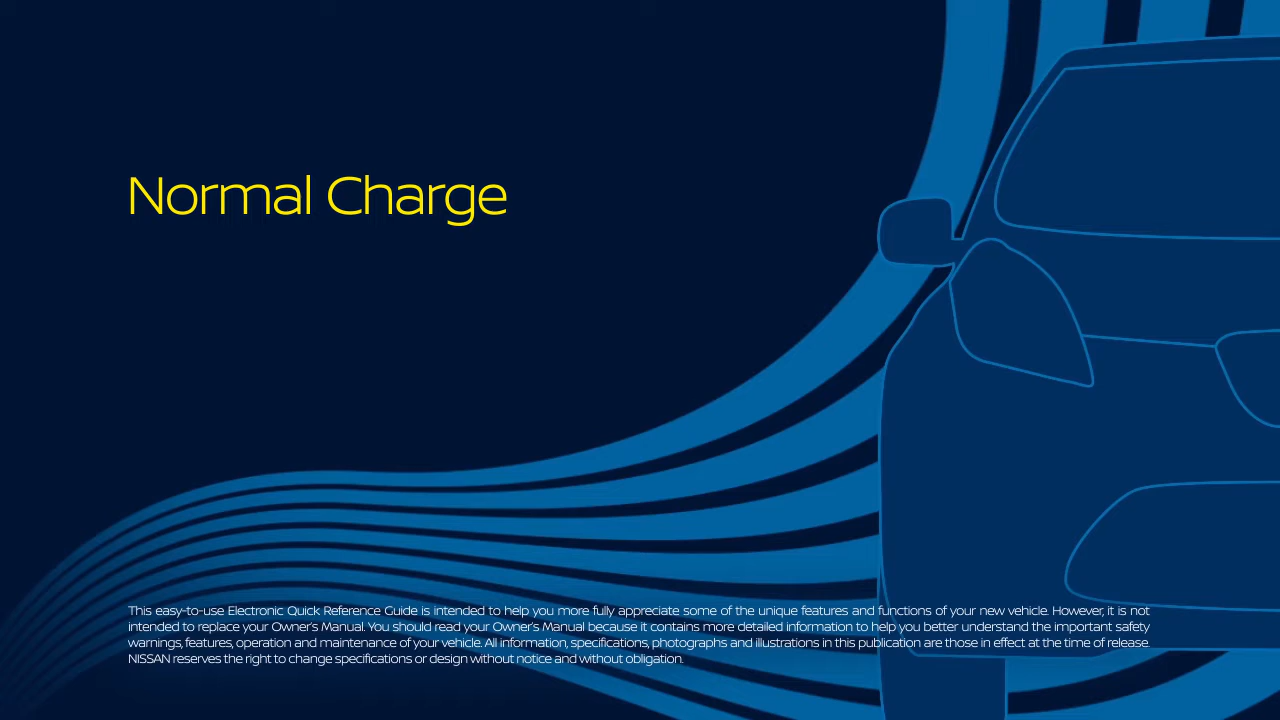 Normal Charge
This easy-to-use Electronic Quick Reference Guide is intended to help you more fully appreciate some of the unique features and functions of your new vehicle. However, it is not
intended to replace your Owner's Manual. You should read your Owner's Manual because it contains more detailed information to help you better understand the important safety
warnings, features, operation and maintenance of your vehicle. All information, specifications, photographs and illustrations in this publication are those in effect at the time of release.
NISSAN reserves the right to change specifications or design without notice and without obligation.